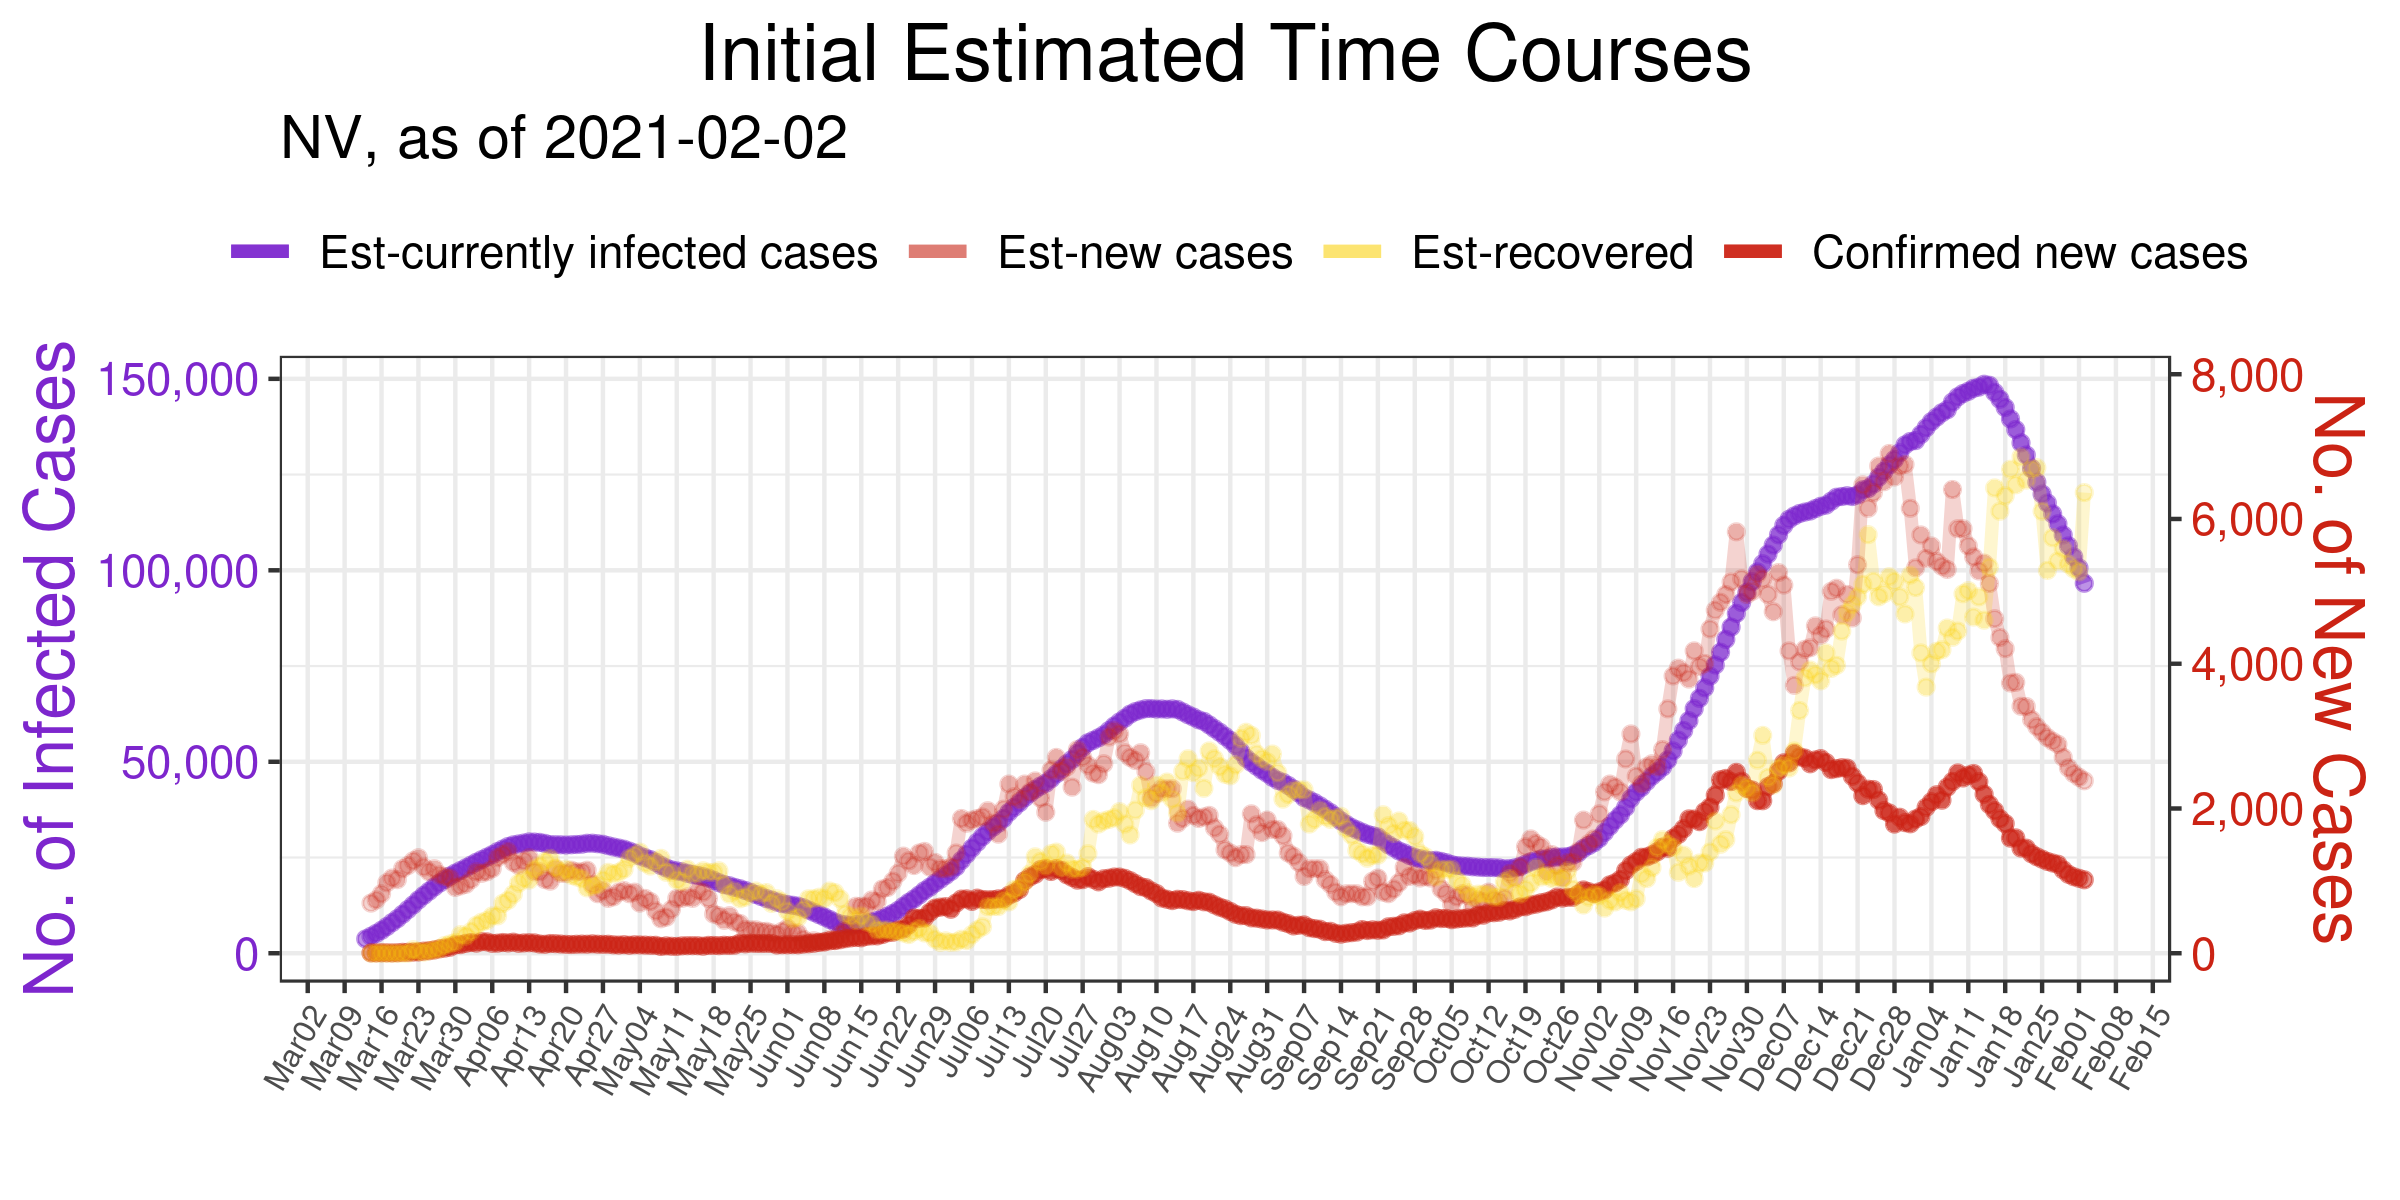 Initial Estimated Time Courses
NV, as of 2021-02-02
Est-currently infected cases Est-new cases Est-recovered Confirmed new cases
No. of Infected Cases
150,000
100,000
50,000
0
8,000
6,000
4,000
2,000
0
No. of New Cases
Mar02 Mar09 Mar16 Mar23 Mar30 Apr06 Apr13 Apr20 Apr27 May04 May11 May18 May25 Jun01 Jun08 Jun15 Jun22 Jun29 Jul06 Jul13 Jul20 Jul27 Aug03 Aug10 Aug17 Aug24 Aug31 Sep07 Sep14 Sep21 Sep28 Oct05 Oct12 Oct19 Oct26 Nov02 Nov09 Nov16 Nov23 Nov30 Dec07 Dec14 Dec21 Dec28 Jan04 Jan11 Jan18 Jan25 Feb01 Feb08 Feb15